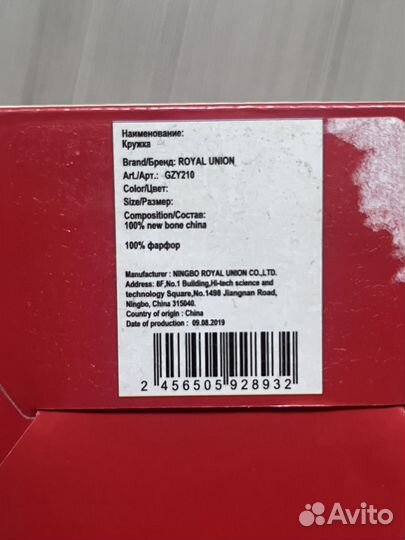 Наименование:
Кружка
Brand/Бренд: ROYAL UNION
Art./Арт.: GZY210
Color/Цвет:
Size/Размер:
Composition/Состав:
100% new bone china
100% фарфор
Manufacturer : NINGBO ROYAL UNION CO.,LTD.
Address: 8F,No.1 Building,Hi-tech science and
technology Square,No.1498 Jiangnan Road,
Ningbo, China 315040.
Country of origin : China
Date of production : 09.08.2019
2 456505 928932
Avito